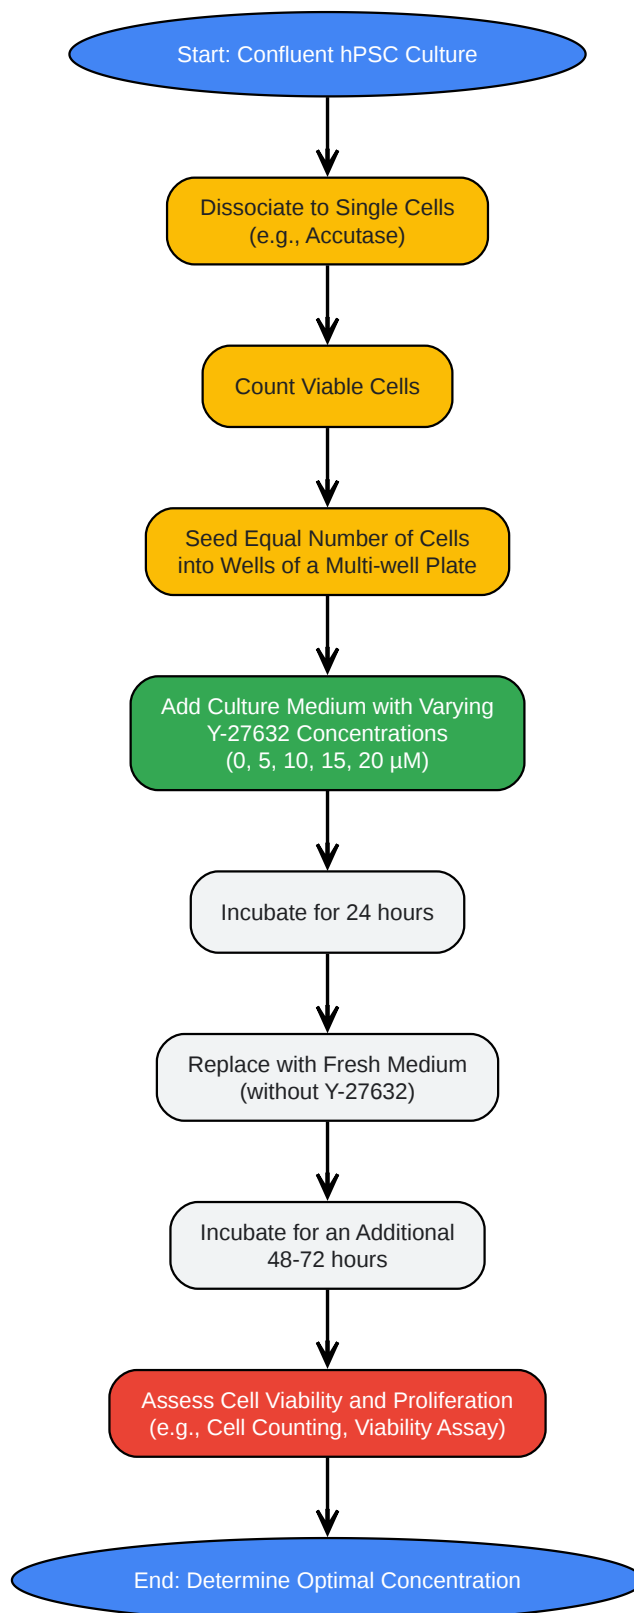 Start: Confluent hPSC Culture
Dissociate to Single Cells
(e.g., Accutase)
Count Viable Cells
Seed Equal Number of Cells
into Wells of a Multi-well Plate
Add Culture Medium with Varying
Y-27632 Concentrations
(0, 5, 10, 15, 20 µM)
Incubate for 24 hours
Replace with Fresh Medium
(without Y-27632)
Incubate for an Additional
48-72 hours
Assess Cell Viability and Proliferation
(e.g., Cell Counting, Viability Assay)
End: Determine Optimal Concentration